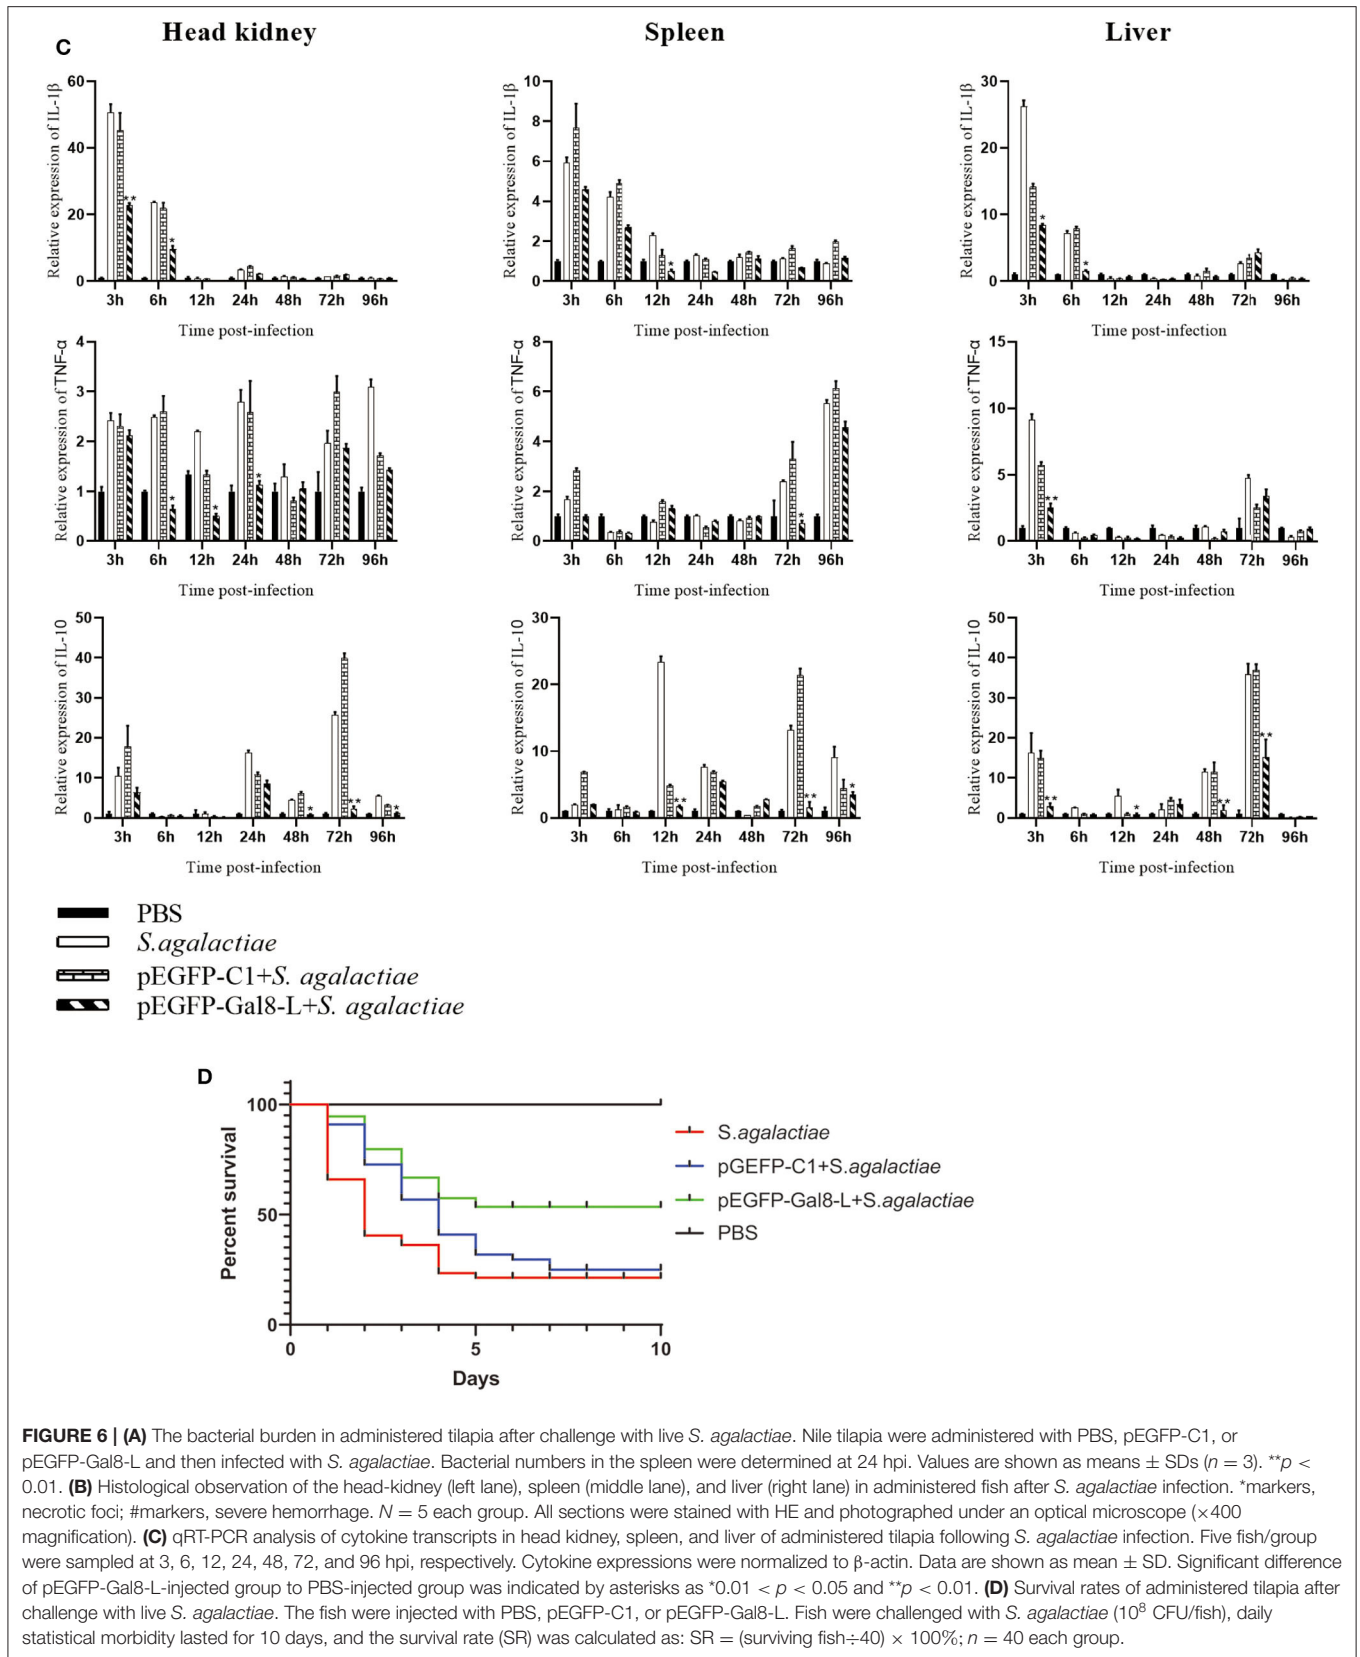 Head kidney
Spleen
Liver
C
Relative expression of IL-1β
60
40
20
0
**
*
3h 6h 12h 24h 48h 72h 96h
Time post-infection
Relative expression of IL-1β
10
8
6
4
2
0
*
3h 6h 12h 24h 48h 72h 96h
Time post-infection
Relative expression of IL-1β
30
20
10
0
*
*
3h 6h 12h 24h 48h 72h 96h
Time post-infection
Relative expression of TNF-α
4
3
2
1
0
*
*
*
3h 6h 12h 24h 48h 72h 96h
Time post-infection
Relative expression of TNF-α
8
6
4
2
0
*
3h 6h 12h 24h 48h 72h 96h
Time post-infection
Relative expression of TNF-α
15
10
5
0
**
3h 6h 12h 24h 48h 72h 96h
Time post-infection
Relative expression of IL-10
50
40
30
20
10
0
*
**
*
3h 6h 12h 24h 48h 72h 96h
Time post-infection
Relative expression of IL-10
30
20
10
0
**
**
*
3h 6h 12h 24h 48h 72h 96h
Time post-infection
Relative expression of IL-10
50
40
30
20
10
0
**
*
**
**
3h 6h 12h 24h 48h 72h 96h
Time post-infection
PBS
S.agalactiae
pEGFP-C1+S. agalactiae
pEGFP-Gal8-L+S. agalactiae
D
Percent survival
100
50
0
0 5 10
Days
S.agalactiae
pGEFP-C1+S.agalactiae
pEGFP-Gal8-L+S.agalactiae
PBS
FIGURE 6 | (A) The bacterial burden in administered tilapia after challenge with live S. agalactiae. Nile tilapia were administered with PBS, pEGFP-C1, or
pEGFP-Gal8-L and then infected with S. agalactiae. Bacterial numbers in the spleen were determined at 24 hpi. Values are shown as means ± SDs (n = 3). **p <
0.01. (B) Histological observation of the head-kidney (left lane), spleen (middle lane), and liver (right lane) in administered fish after S. agalactiae infection. *markers,
necrotic foci; #markers, severe hemorrhage. N = 5 each group. All sections were stained with HE and photographed under an optical microscope (×400
magnification). (C) qRT-PCR analysis of cytokine transcripts in head kidney, spleen, and liver of administered tilapia following S. agalactiae infection. Five fish/group
were sampled at 3, 6, 12, 24, 48, 72, and 96 hpi, respectively. Cytokine expressions were normalized to β-actin. Data are shown as mean ± SD. Significant difference
of pEGFP-Gal8-L-injected group to PBS-injected group was indicated by asterisks as *0.01 < p < 0.05 and **p < 0.01. (D) Survival rates of administered tilapia after
challenge with live S. agalactiae. The fish were injected with PBS, pEGFP-C1, or pEGFP-Gal8-L. Fish were challenged with S. agalactiae (10⁸ CFU/fish), daily
statistical morbidity lasted for 10 days, and the survival rate (SR) was calculated as: SR = (surviving fish÷40) × 100%; n = 40 each group.